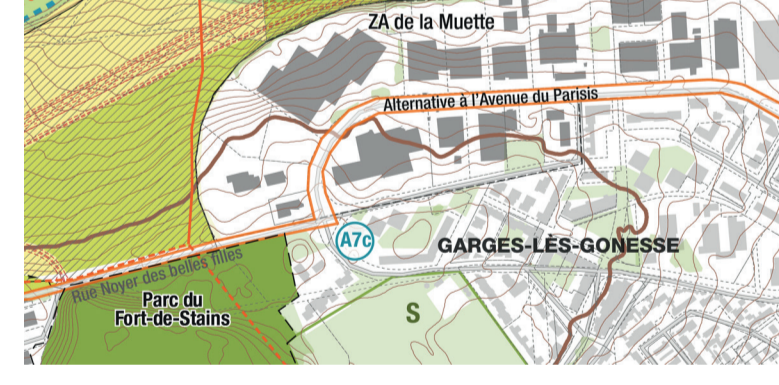 ZA de la Muette
Alternative à l'Avenue du Parisis
A7c
GARGES-LÈS-GONESSE
Rue Noyer des belles filles
Parc du
Fort-de-Stains
S